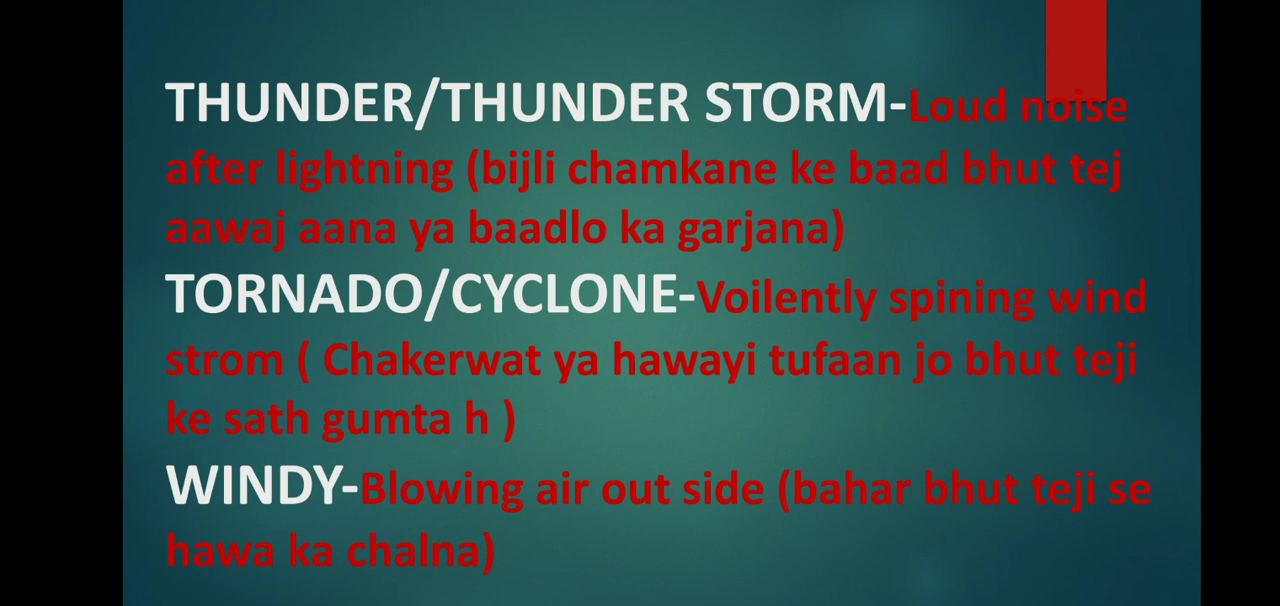 THUNDER/THUNDER STORM-Loud noise
after lightning (bijli chamkane ke baad bhut tej
aawaj aana ya baadlo ka garjana)
TORNADO/CYCLONE-Voilently spining wind
strom ( Chakerwat ya hawayi tufaan jo bhut teji
ke sath gumta h )
WINDY-Blowing air out side (bahar bhut teji se
hawa ka chalna)